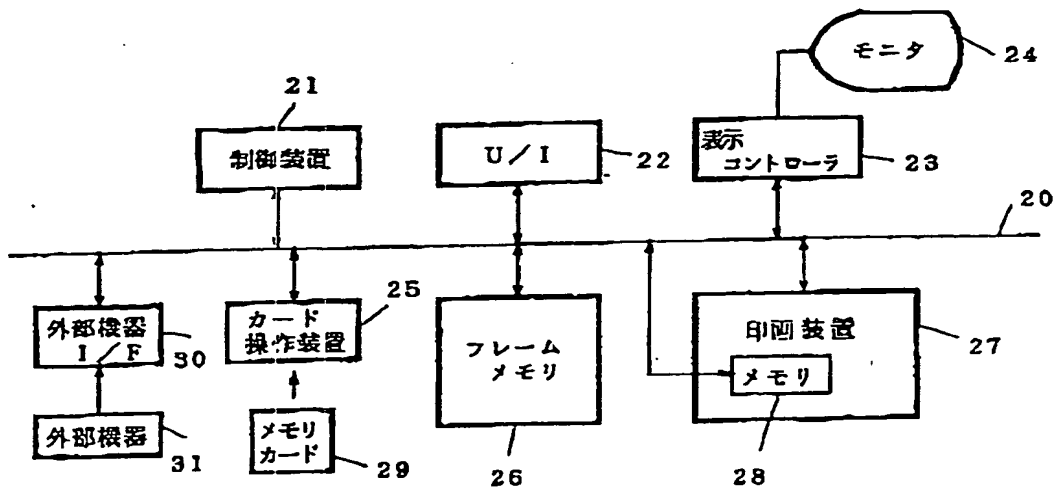 モニタ
24
21
制御装置
U/I
22
表示
コントローラ
23
20
外部機器
I/F
30
カード
操作装置
25
フレーム
メモリ
26
印画装置
27
メモリ
28
外部機器
31
メモリ
カード
29